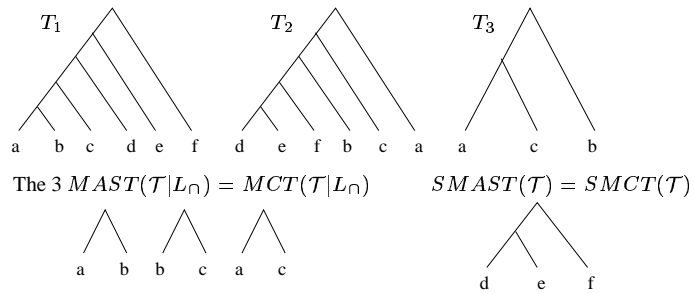 T₁ T₂ T₃
a b c d e f d e f b c a a c b
The 3 MAST(𝒯|L∩) = MCT(𝒯|L∩) SMAST(𝒯) = SMCT(𝒯)
a b b c a c d e f